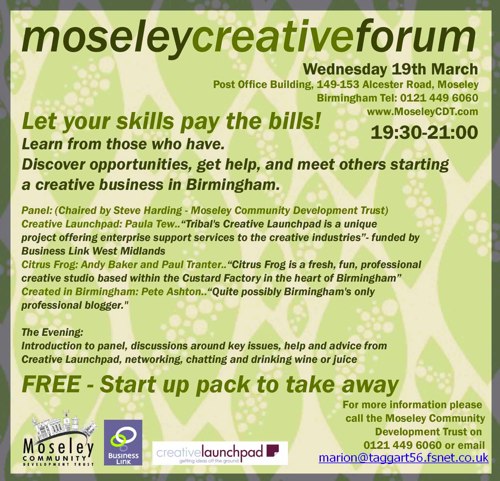 moseleycreativeforum
Wednesday 19th March
Post Office Building, 149-153 Alcester Road, Moseley
Birmingham Tel: 0121 449 6060
www.MoseleyCDT.com
Let your skills pay the bills!
19:30-21:00
Learn from those who have.
Discover opportunities, get help, and meet others starting
a creative business in Birmingham.
Panel: (Chaired by Steve Harding - Moseley Community Development Trust)
Creative Launchpad: Paula Tew.."Tribal's Creative Launchpad is a unique
project offering enterprise support services to the creative industries"- funded by
Business Link West Midlands
Citrus Frog: Andy Baker and Paul Tranter.."Citrus Frog is a fresh, fun, professional
creative studio based within the Custard Factory in the heart of Birmingham"
Created in Birmingham: Pete Ashton.."Quite possibly Birmingham's only
professional blogger."
The Evening:
Introduction to panel, discussions around key issues, help and advice from
Creative Launchpad, networking, chatting and drinking wine or juice
FREE - Start up pack to take away
For more information please
call the Moseley Community
Development Trust on
0121 449 6060 or email
marion@taggart56.fsnet.co.uk
Moseley
COMMUNITY
DEVELOPMENT TRUST
Business
Link
creativelaunchpad
getting ideas off the ground